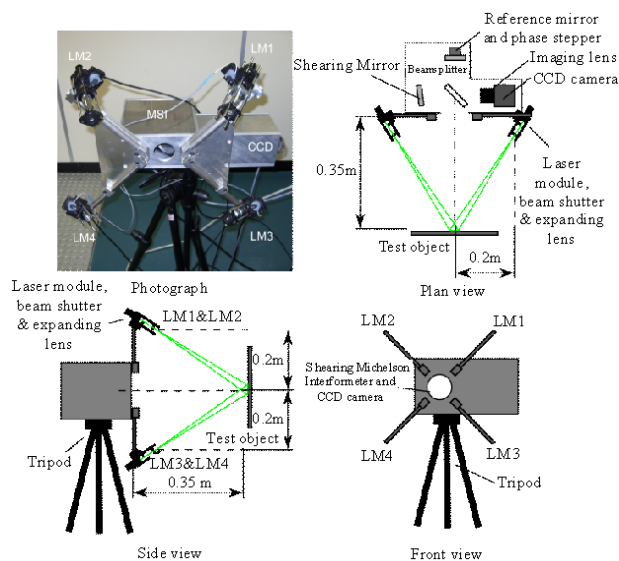 LM2
LM1
MSI
CCD
LM4
LM3
Photograph
Reference mirror
and phase stepper
Imaging lens
CCD camera
Beamsplitter
Shearing Mirror
0.35m
Laser
module,
beam shutter
& expanding
lens
Test object
0.2m
Plan view
Laser module,
beam shutter
& expanding
lens
LM1&LM2
0.2m
0.2m
Test object
Tripod
LM3&LM4
0.35 m
Side view
LM2
LM1
Shearing Michelson
Interfometer and
CCD camera
LM4
LM3
Tripod
Front view